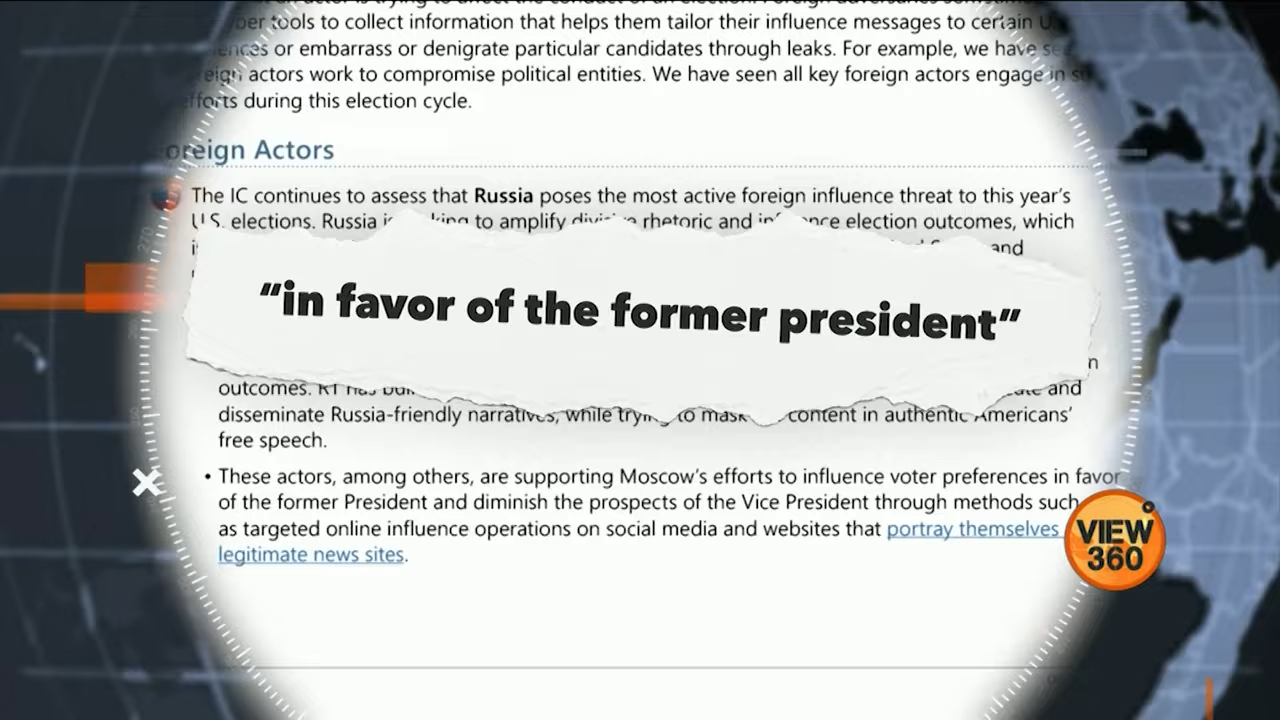 tools to collect information that helps them tailor their influence messages to certain
or embarrass or denigrate particular candidates through leaks. For example, we have
actors work to compromise political entities. We have seen all key foreign actors engage in
efforts during this election cycle.
oreign Actors
The IC continues to assess that Russia poses the most active foreign influence threat to this year's
U.S. elections. Russia to amplify rhetoric and election outcomes, which
and
“in favor of the former president”
outcomes. RT has and
disseminate Russia-friendly narratives, while to mask content in authentic Americans'
free speech.
• These actors, among others, are supporting Moscow's efforts to influence voter preferences in favor
of the former President and diminish the prospects of the Vice President through methods such
as targeted online influence operations on social media and websites that portray themselves
legitimate news sites.
VIEW
360